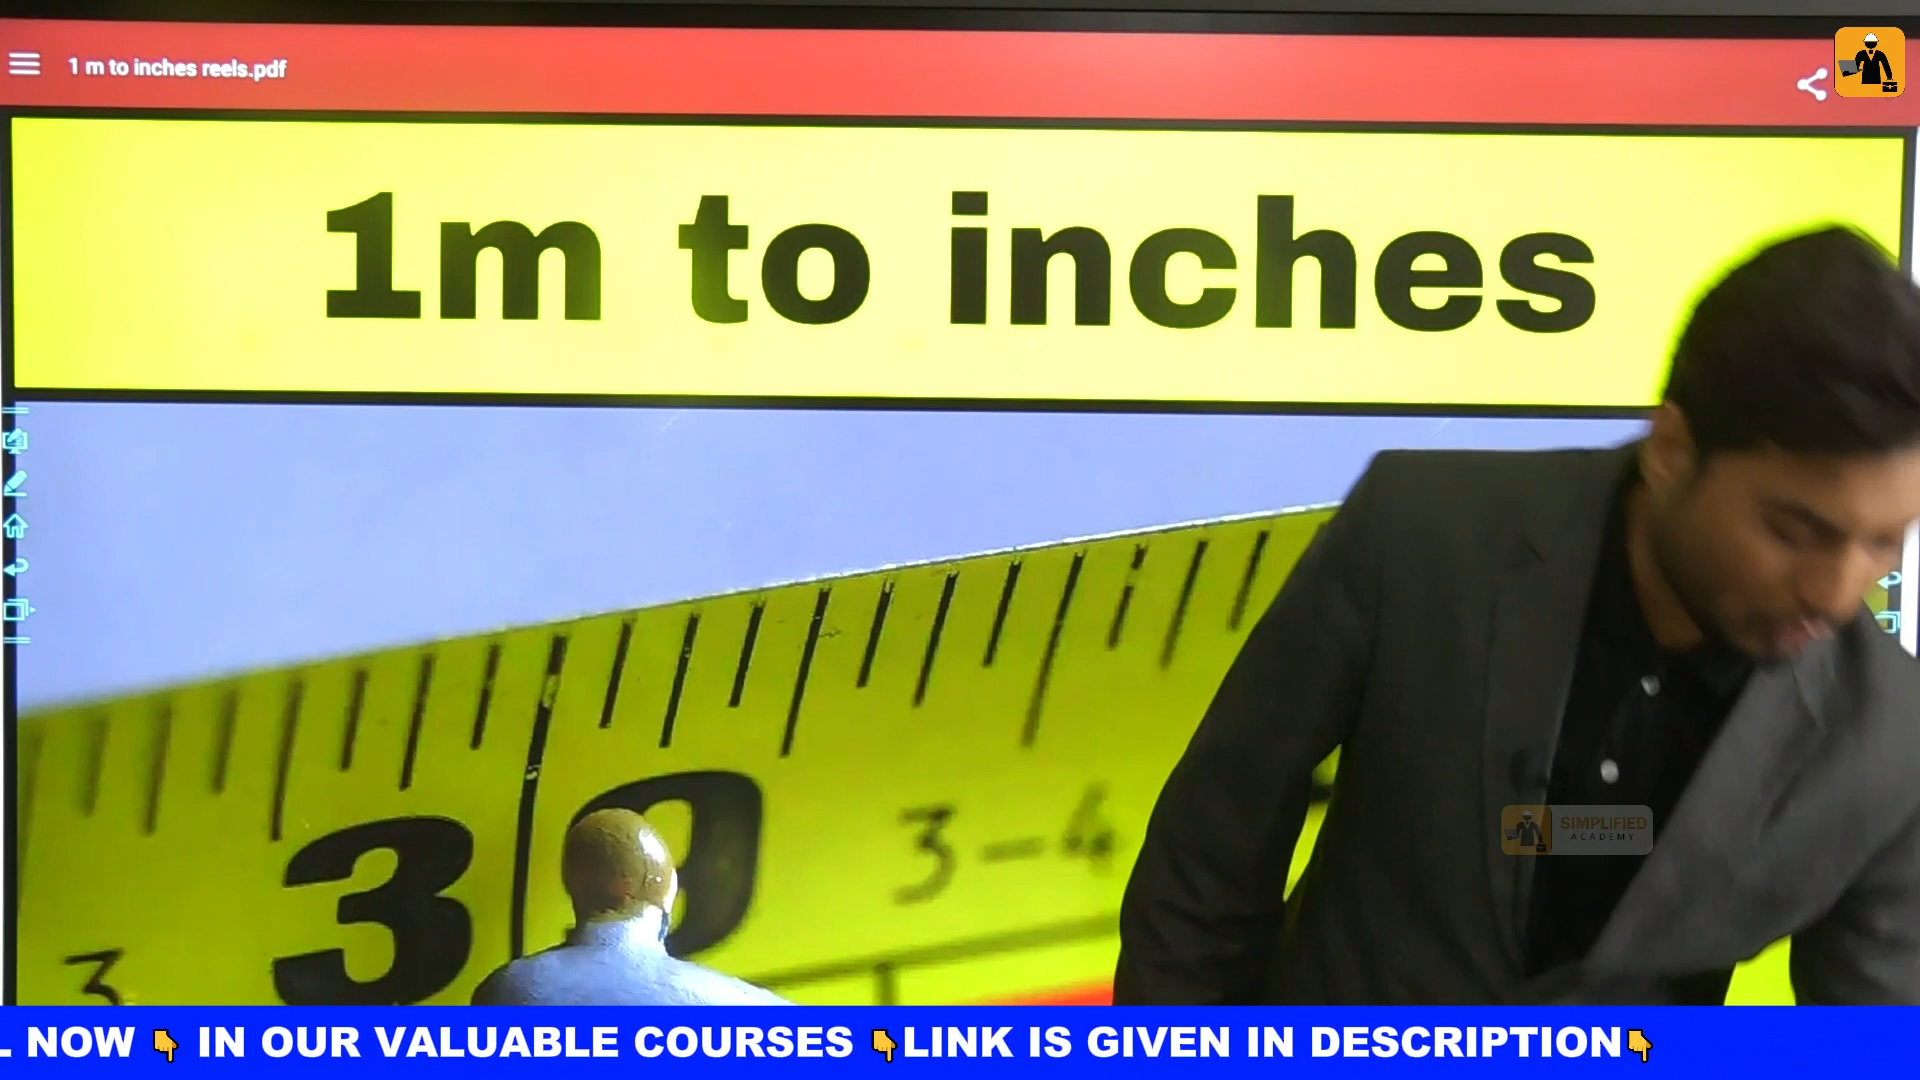 1 m to inches reels.pdf
1m to inches
30
3-4
3
SIMPLIFIED
ACADEMY
NOW 👇 IN OUR VALUABLE COURSES 👇LINK IS GIVEN IN DESCRIPTION👇